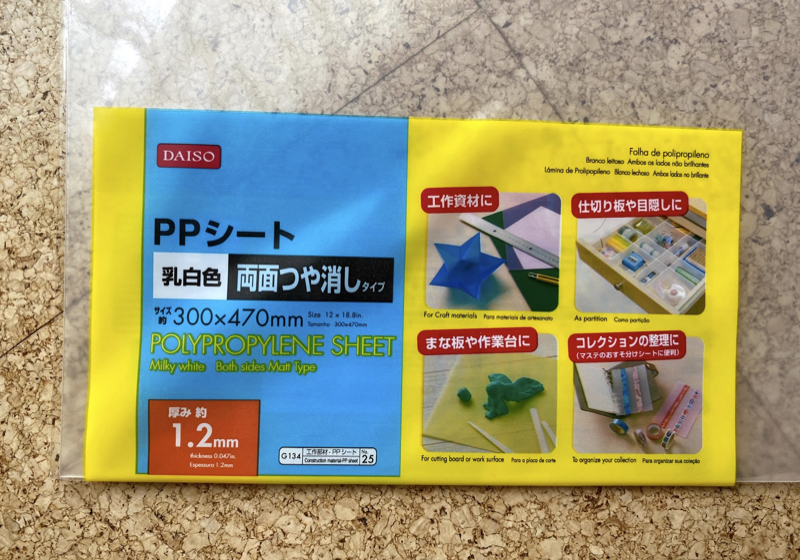 DAISO
PPシート
乳白色 両面つや消しタイプ
サイズ約 300×470mm
Size 12 × 18.8in.
Tamanho 300x470mm
POLYPROPYLENE SHEET
Milky white Both sides Matt Type
厚み 約
1.2mm
thickness 0.047in.
Espessura 1.2mm
G134 工作部材・PPシート No.
Construction material・PP sheet 25
Folha de polipropileno
Branco leitoso Ambos os lados não brilhantes
Lámina de Prolipopileno Blanco lechoso Ambos lados no brillante
工作資材に
For Craft materials Para materiais de artesanato
仕切り板や目隠しに
As partition Como partição
まな板や作業台に
For cutting board or work surface Para a placa de corte
コレクションの整理に
(マステのおすそ分けシートに便利)
To organize your collection Para organizar sua coleção